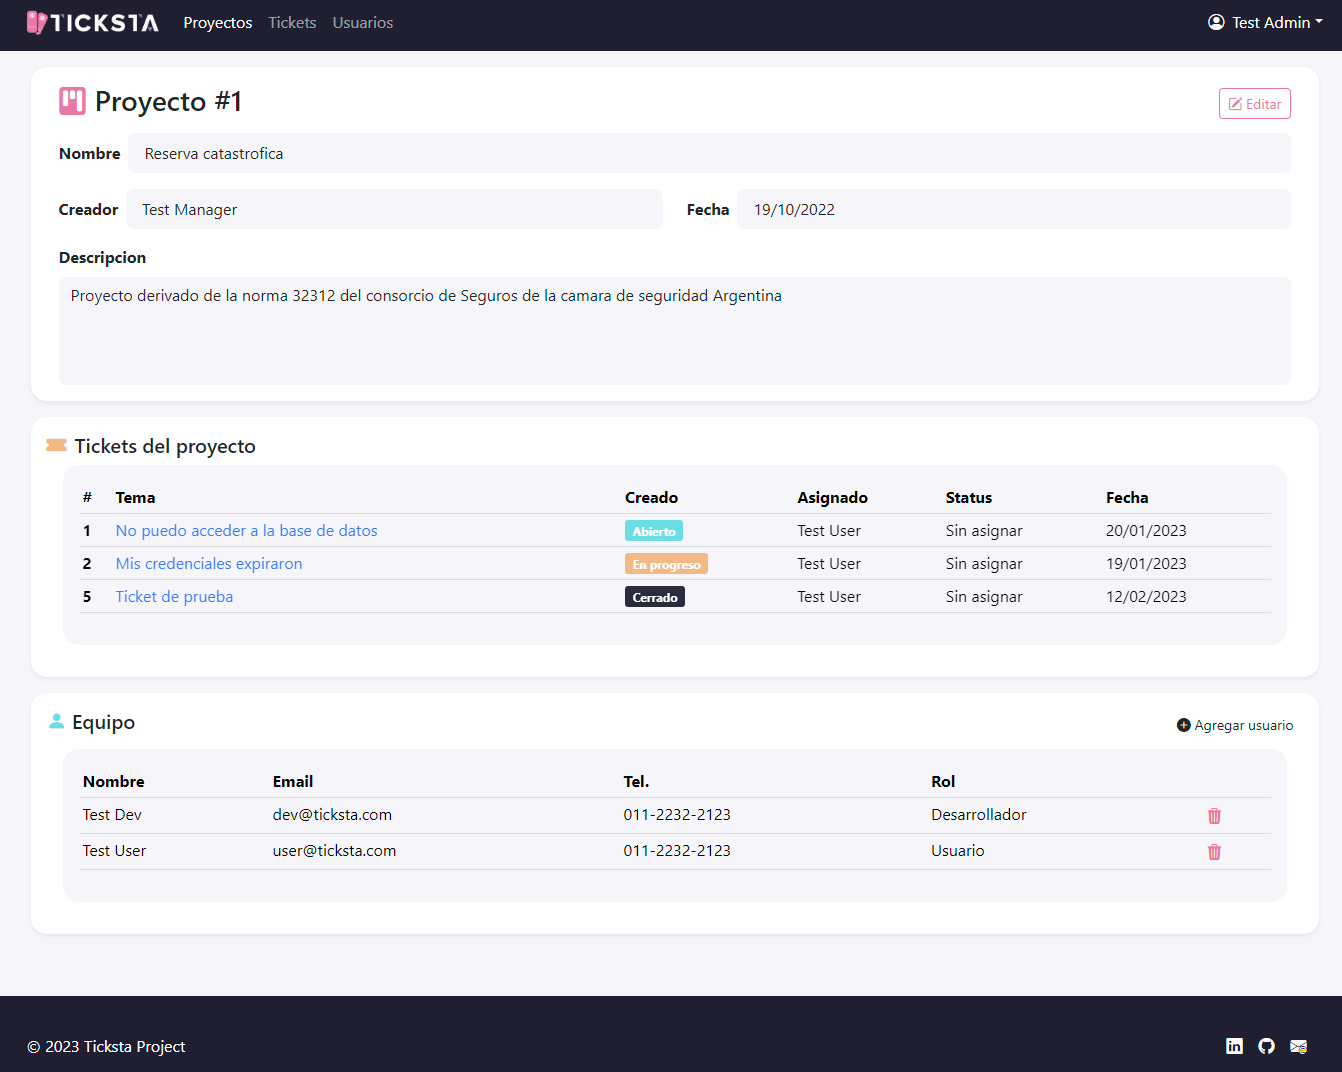 TICKSTA Proyectos Tickets Usuarios Test Admin
Proyecto #1 Editar
Nombre Reserva catastrofica
Creador Test Manager Fecha 19/10/2022
Descripcion
Proyecto derivado de la norma 32312 del consorcio de Seguros de la camara de seguridad Argentina
Tickets del proyecto
# Tema Creado Asignado Status Fecha
1 No puedo acceder a la base de datos Abierto Test User Sin asignar 20/01/2023
2 Mis credenciales expiraron En progreso Test User Sin asignar 19/01/2023
5 Ticket de prueba Cerrado Test User Sin asignar 12/02/2023
Equipo Agregar usuario
Nombre Email Tel. Rol
Test Dev dev@ticksta.com 011-2232-2123 Desarrollador
Test User user@ticksta.com 011-2232-2123 Usuario
© 2023 Ticksta Project